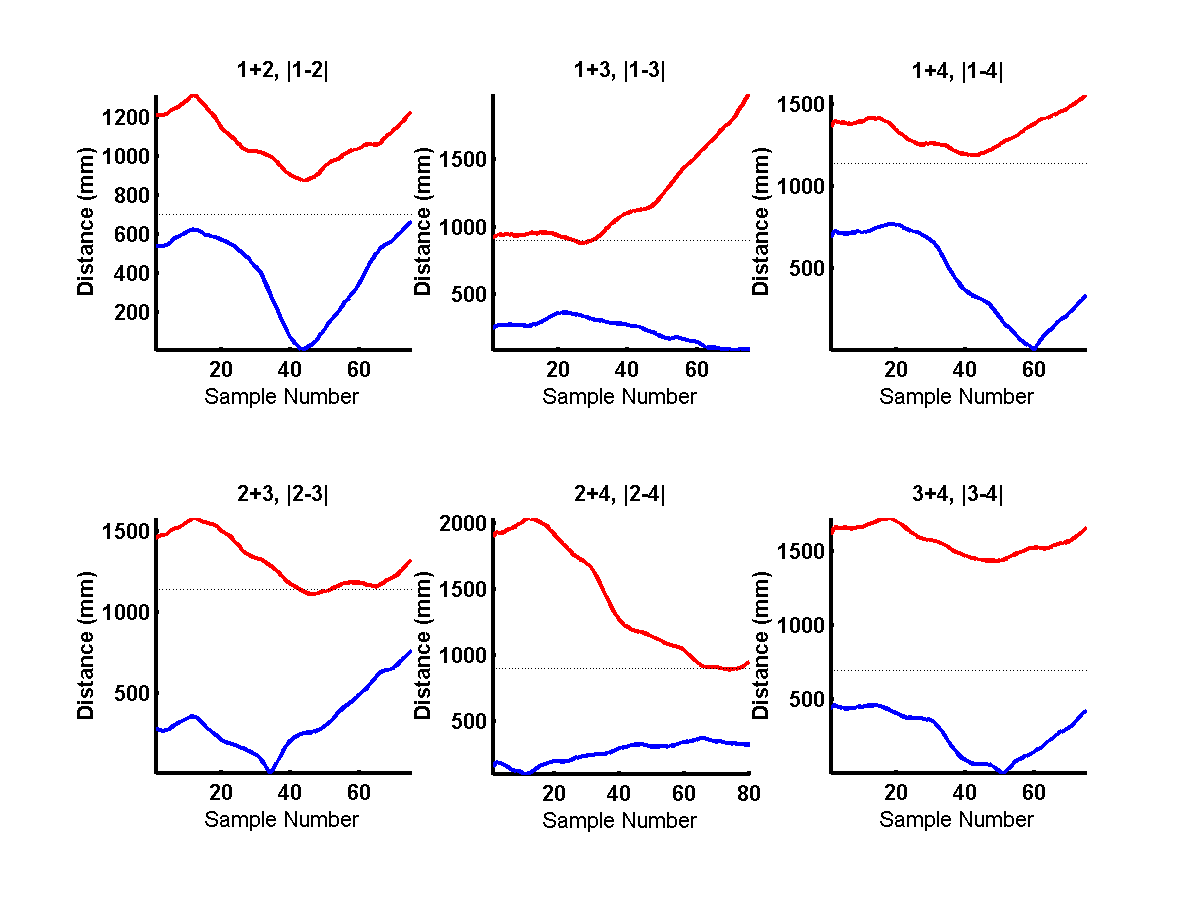 1+2, |1-2|
1+3, |1-3|
1+4, |1-4|
Distance (mm)
1200
1000
800
600
400
200
20 40 60
Sample Number
Distance (mm)
1500
1000
500
20 40 60
Sample Number
Distance (mm)
1500
1000
500
20 40 60
Sample Number
2+3, |2-3|
2+4, |2-4|
3+4, |3-4|
Distance (mm)
1500
1000
500
20 40 60
Sample Number
Distance (mm)
2000
1500
1000
500
20 40 60 80
Sample Number
Distance (mm)
1500
1000
500
20 40 60
Sample Number